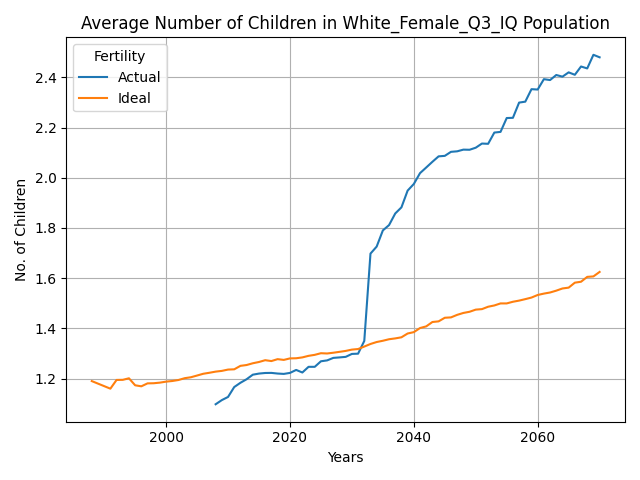 Average Number of Children in White_Female_Q3_IQ Population
Fertility
Actual
Ideal
2.4
2.2
2.0
1.8
1.6
1.4
1.2
No. of Children
2000
2020
2040
2060
Years